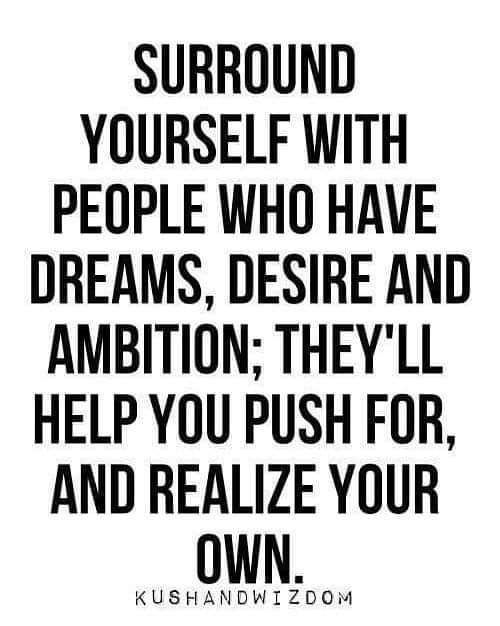 SURROUND
YOURSELF WITH
PEOPLE WHO HAVE
DREAMS, DESIRE AND
AMBITION; THEY'LL
HELP YOU PUSH FOR,
AND REALIZE YOUR
OWN.
KUSHANDWIZDOM